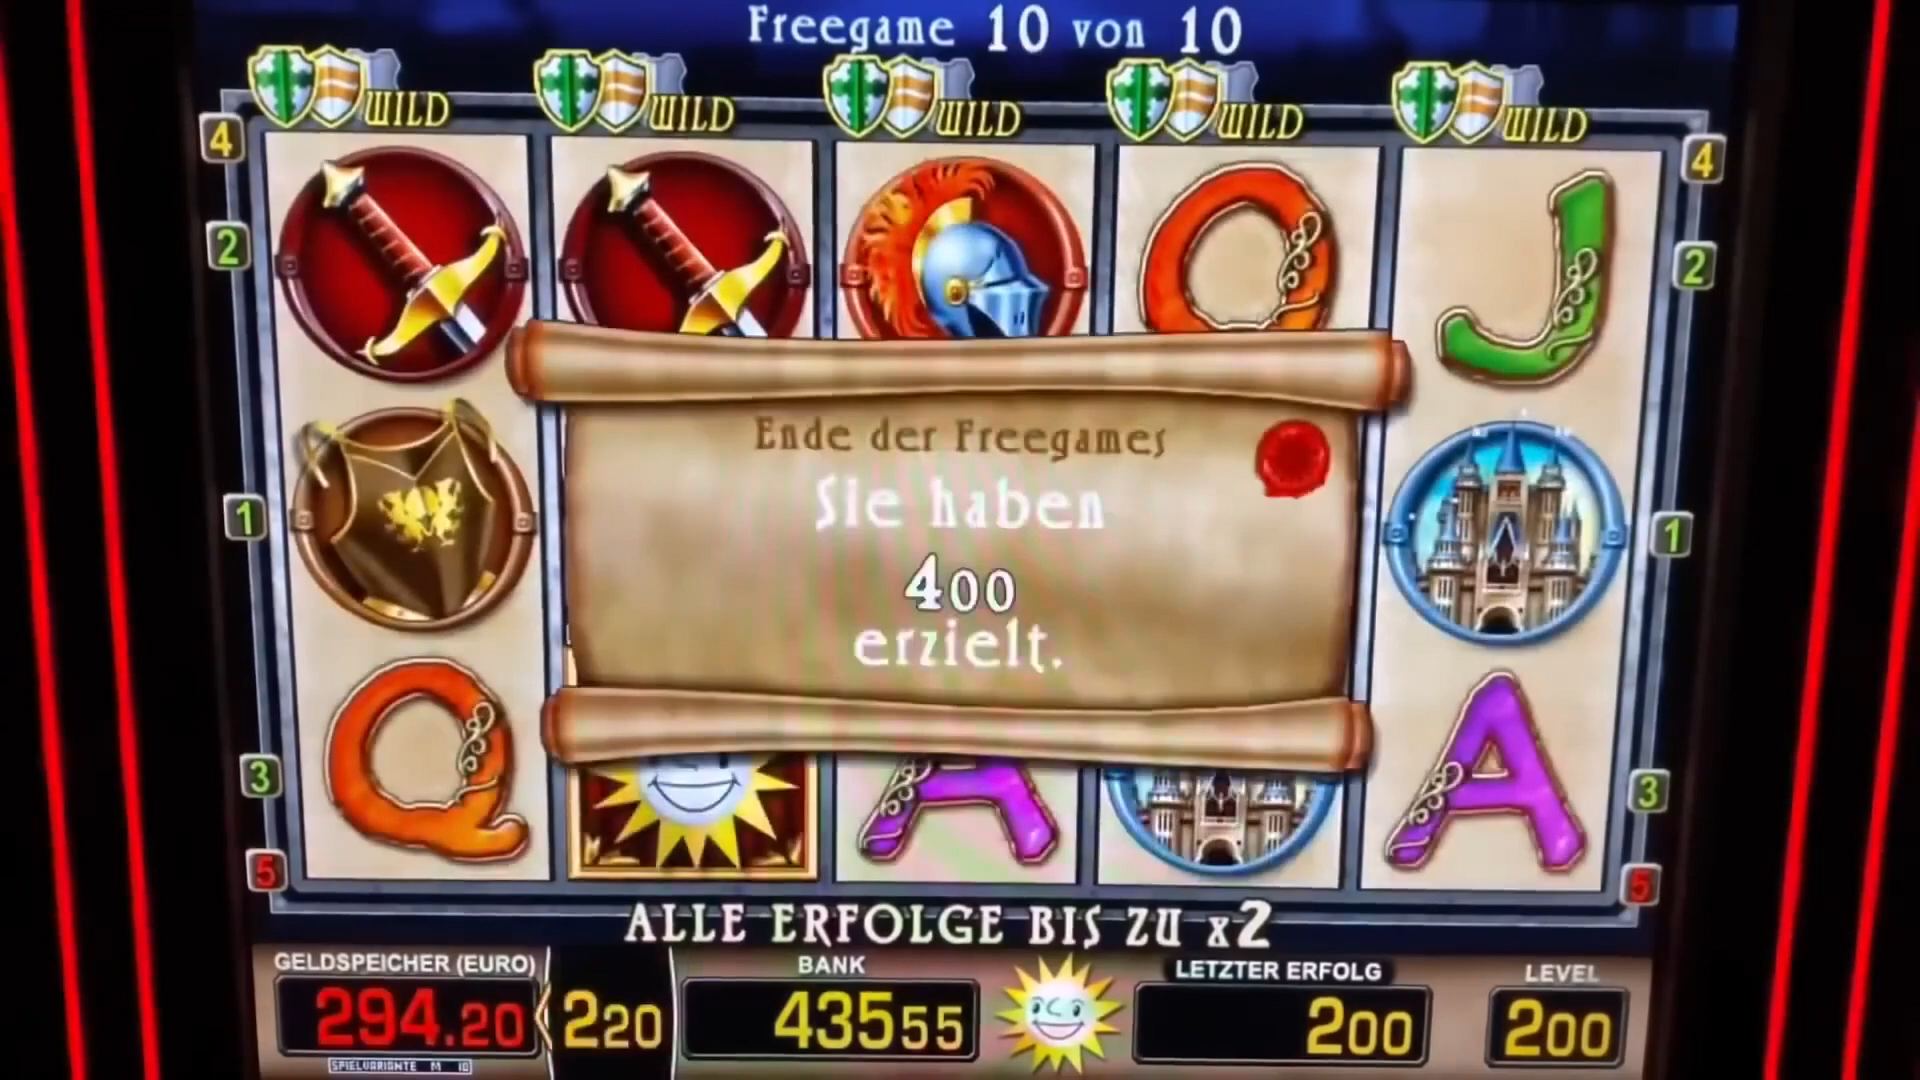 Freegame 10 von 10
WILD WILD WILD WILD WILD
4 4
2 2
Q J
Ende der Freegames
Sie haben
1 1
400
erzielt.
3 3
Q A A
5 5
ALLE ERFOLGE BIS ZU x2
GELDSPEICHER (EURO) BANK LETZTER ERFOLG LEVEL
294.20 220 43555 200 200
SPIELVARIANTE M 10